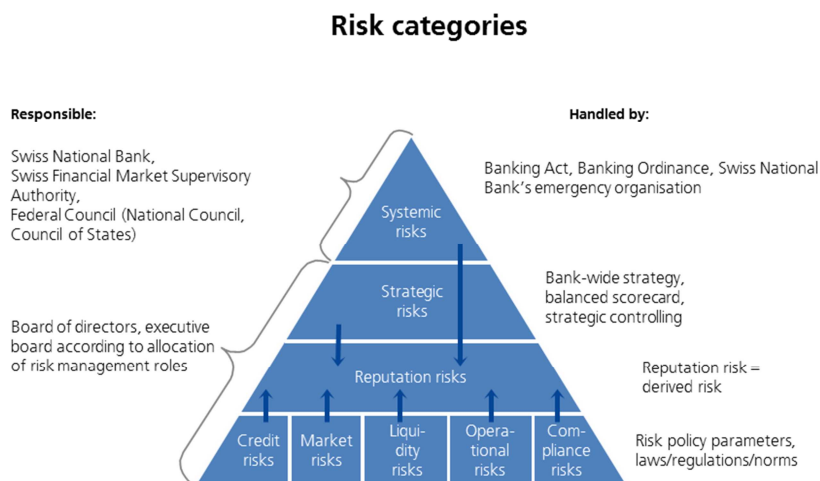 Risk categories
Responsible:
Handled by:
Swiss National Bank,
Swiss Financial Market Supervisory
Authority,
Federal Council (National Council,
Council of States)
Banking Act, Banking Ordinance, Swiss National
Bank's emergency organisation
Systemic
risks
Strategic
risks
Bank-wide strategy,
balanced scorecard,
strategic controlling
Board of directors, executive
board according to allocation
of risk management roles
Reputation risks
Reputation risk =
derived risk
Credit
risks
Market
risks
Liqui-
dity
risks
Opera-
tional
risks
Com-
pliance
risks
Risk policy parameters,
laws/regulations/norms